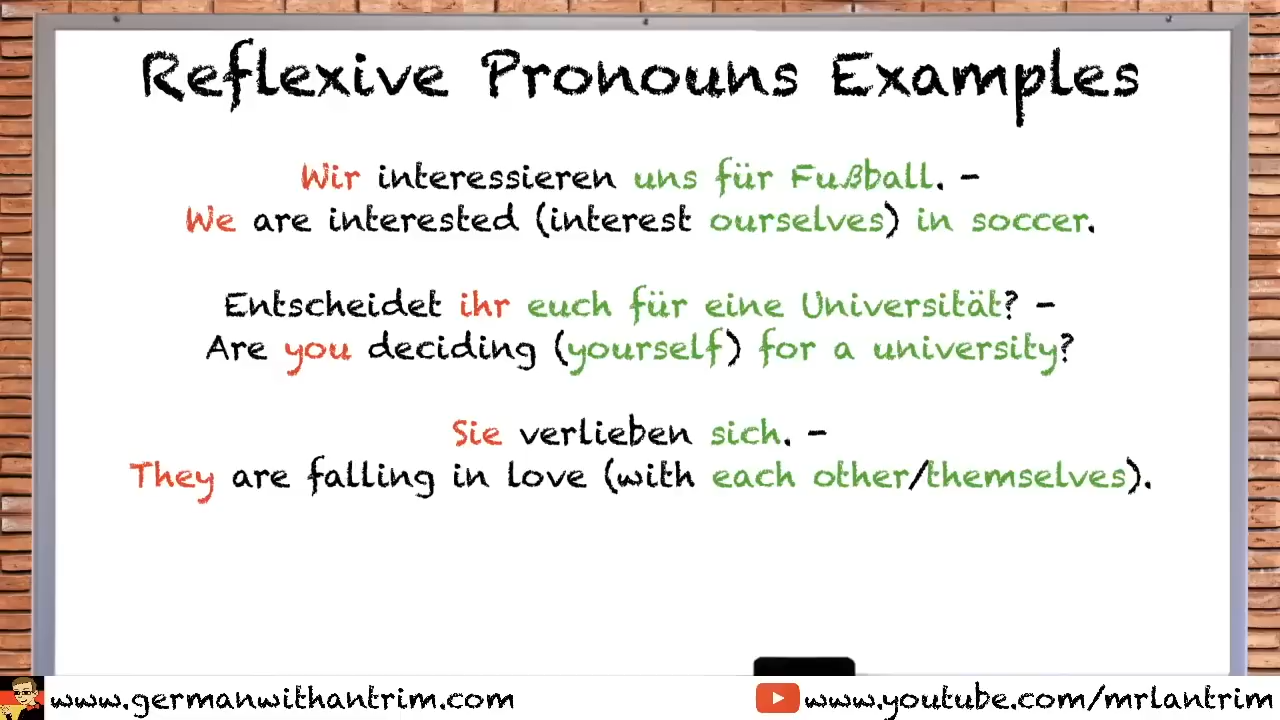 Reflexive Pronouns Examples
Wir interessieren uns für Fußball. -
We are interested (interest ourselves) in soccer.
Entscheidet ihr euch für eine Universität? -
Are you deciding (yourself) for a university?
Sie verlieben sich. -
They are falling in love (with each other/themselves).
www.germanwithantrim.com
www.youtube.com/mrlantrim